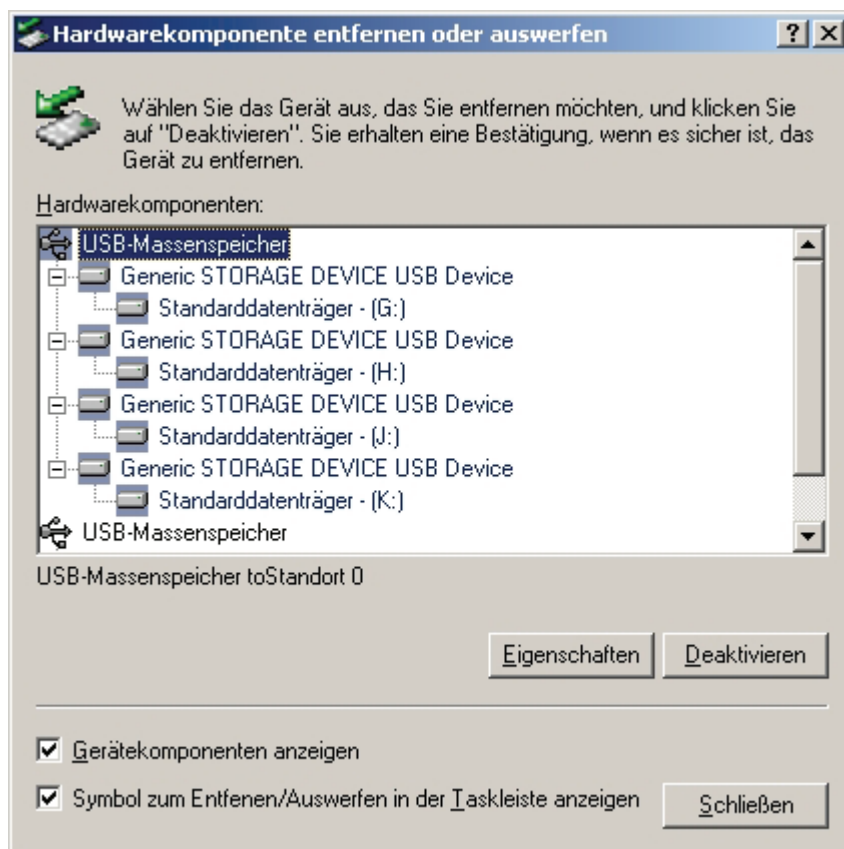 Hardwarekomponente entfernen oder auswerfen
Wählen Sie das Gerät aus, das Sie entfernen möchten, und klicken Sie
auf "Deaktivieren". Sie erhalten eine Bestätigung, wenn es sicher ist, das
Gerät zu entfernen.
Hardwarekomponenten:
USB-Massenspeicher
Generic STORAGE DEVICE USB Device
Standarddatenträger - (G:)
Generic STORAGE DEVICE USB Device
Standarddatenträger - (H:)
Generic STORAGE DEVICE USB Device
Standarddatenträger - (J:)
Generic STORAGE DEVICE USB Device
Standarddatenträger - (K:)
USB-Massenspeicher
USB-Massenspeicher toStandort 0
Eigenschaften Deaktivieren
Gerätekomponenten anzeigen
Symbol zum Entfenen/Auswerfen in der Taskleiste anzeigen
Schließen